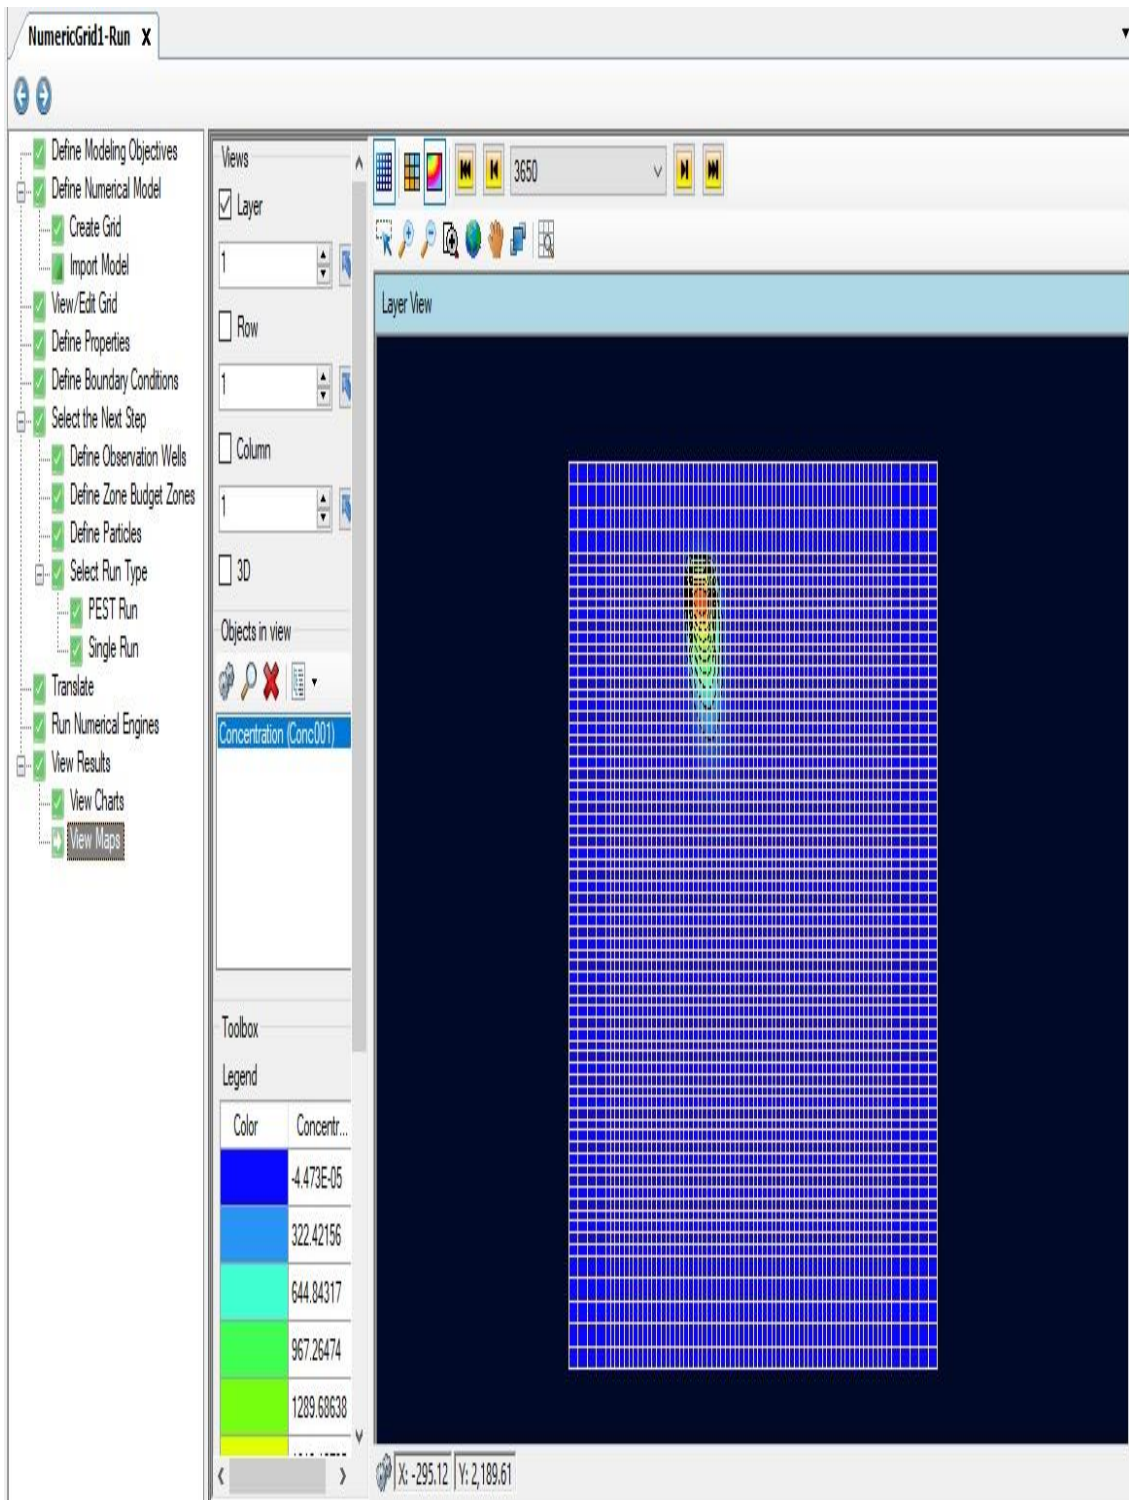 NumericGrid1-Run X
Define Modeling Objectives
Define Numerical Model
Create Grid
Import Model
View/Edit Grid
Define Properties
Define Boundary Conditions
Select the Next Step
Define Observation Wells
Define Zone Budget Zones
Define Particles
Select Run Type
PEST Run
Single Run
Translate
Run Numerical Engines
View Results
View Charts
View Maps
Views
Layer
1
Row
1
Column
1
3D
Objects in view
Concentration (Conc001)
Toolbox
Legend
Color Concentr...
-4.473E-05
322.42156
644.84317
967.26474
1289.68638
3650
Layer View
X: -295.12 Y: 2,189.61